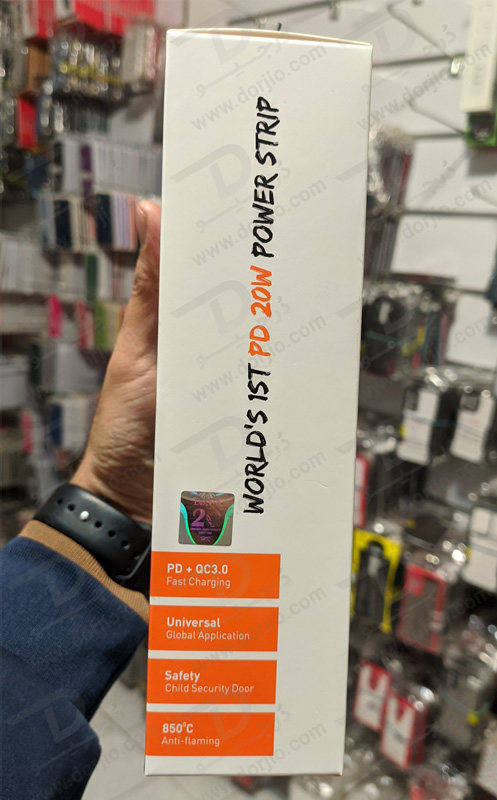 WORLD'S 1ST PD 20W POWER STRIP
2
PD + QC3.0
Fast Charging
Universal
Global Application
Safety
Child Security Door
850°C
Anti-flaming
www.dorjio.com